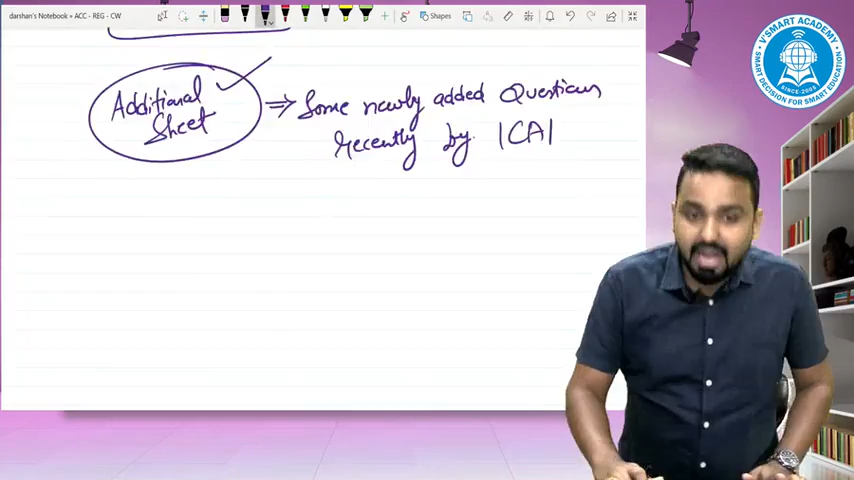 darshan's Notebook » ACC - REG - CW
Shapes
Additional
Sheet
⇒ Some newly added Questions
recently by ICAI
V'SMART ACADEMY
SMART DECISION FOR SMART EDUCATION
SINCE-2005